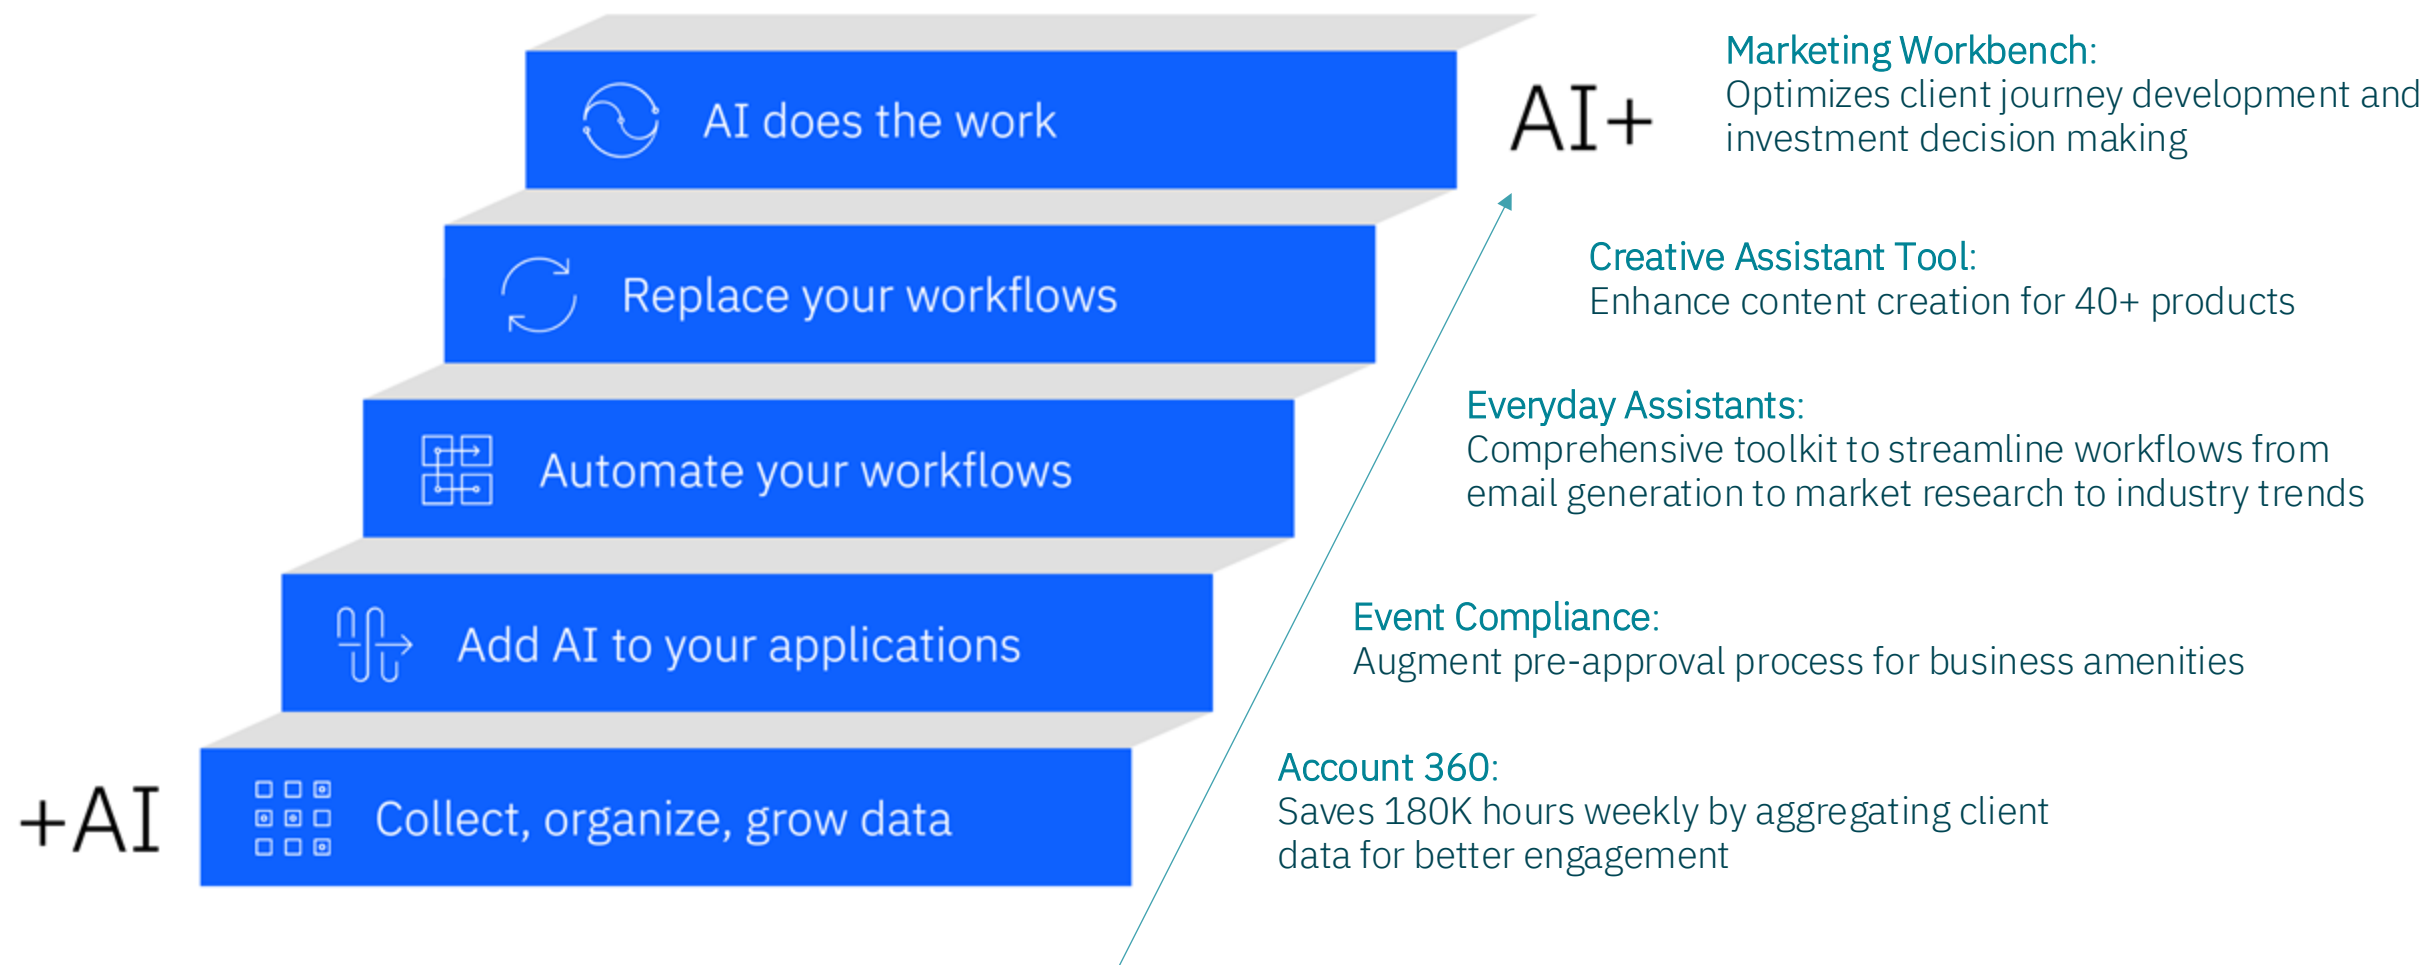 AI does the work
AI+
Marketing Workbench:
Optimizes client journey development and
investment decision making
Replace your workflows
Creative Assistant Tool:
Enhance content creation for 40+ products
Automate your workflows
Everyday Assistants:
Comprehensive toolkit to streamline workflows from
email generation to market research to industry trends
Add AI to your applications
Event Compliance:
Augment pre-approval process for business amenities
+AI
Collect, organize, grow data
Account 360:
Saves 180K hours weekly by aggregating client
data for better engagement